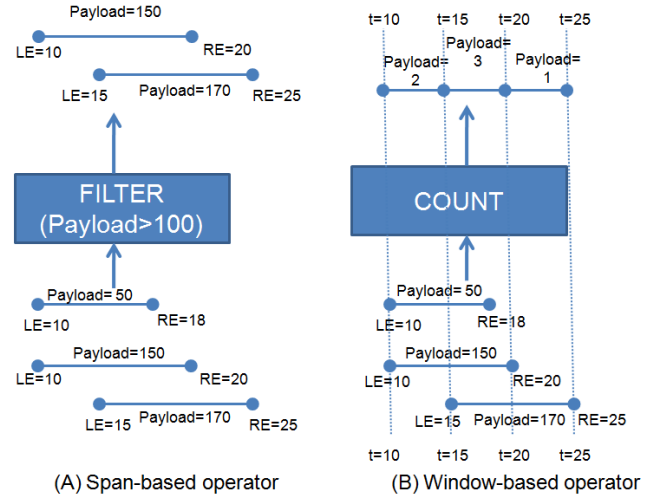 Payload=150
LE=10
RE=20
Payload=170
LE=15
RE=25
FILTER
(Payload>100)
Payload= 50
LE=10
RE=18
Payload=150
LE=10
RE=20
LE=15
Payload=170
RE=25
(A) Span-based operator
t=10
t=15
t=20
t=25
Payload=
2
Payload=
3
Payload=
1
COUNT
Payload= 50
LE=10
RE=18
Payload=150
LE=10
RE=20
LE=15
Payload=170
RE=25
t=10
t=15
t=20
t=25
(B) Window-based operator